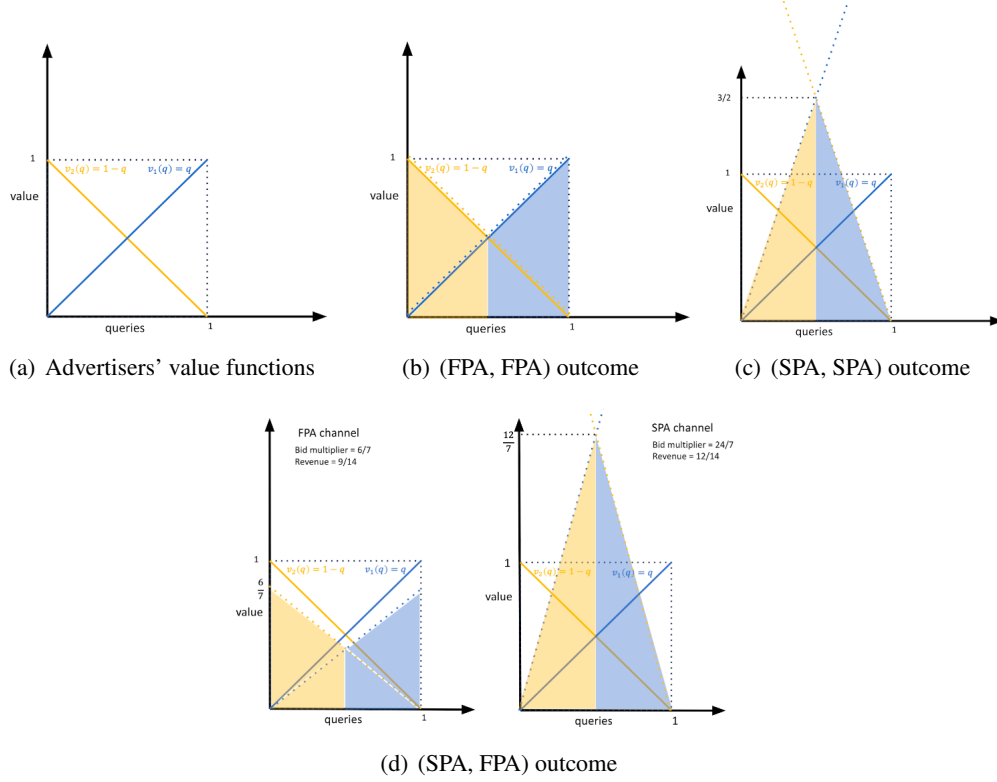 1
v₂(q) = 1 − q
v₁(q) = q
value
queries
1
(a) Advertisers' value functions
1
v₂(q) = 1 − q
v₁(q) = q
value
queries
1
(b) (FPA, FPA) outcome
3/2
1
v₂(q) = 1 − q
v₁(q) = q
value
queries
1
(c) (SPA, SPA) outcome
FPA channel
Bid multiplier = 6/7
Revenue = 9/14
1
v₂(q) = 1 − q
v₁(q) = q
6/7
value
queries
1
SPA channel
Bid multiplier = 24/7
Revenue = 12/14
12/7
1
v₂(q) = 1 − q
v₁(q) = q
value
queries
1
(d) (SPA, FPA) outcome